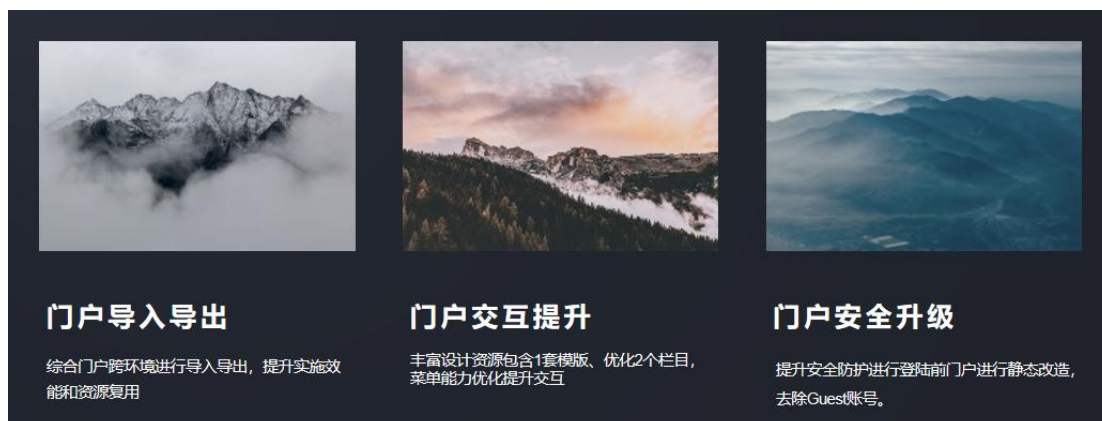 门户导入导出
综合门户跨环境进行导入导出，提升实施效
能和资源复用
门户交互提升
丰富设计资源包含1套模版、优化2个栏目，
菜单能力优化提升交互
门户安全升级
提升安全防护进行登陆前门户进行静态改造，
去除Guest账号。